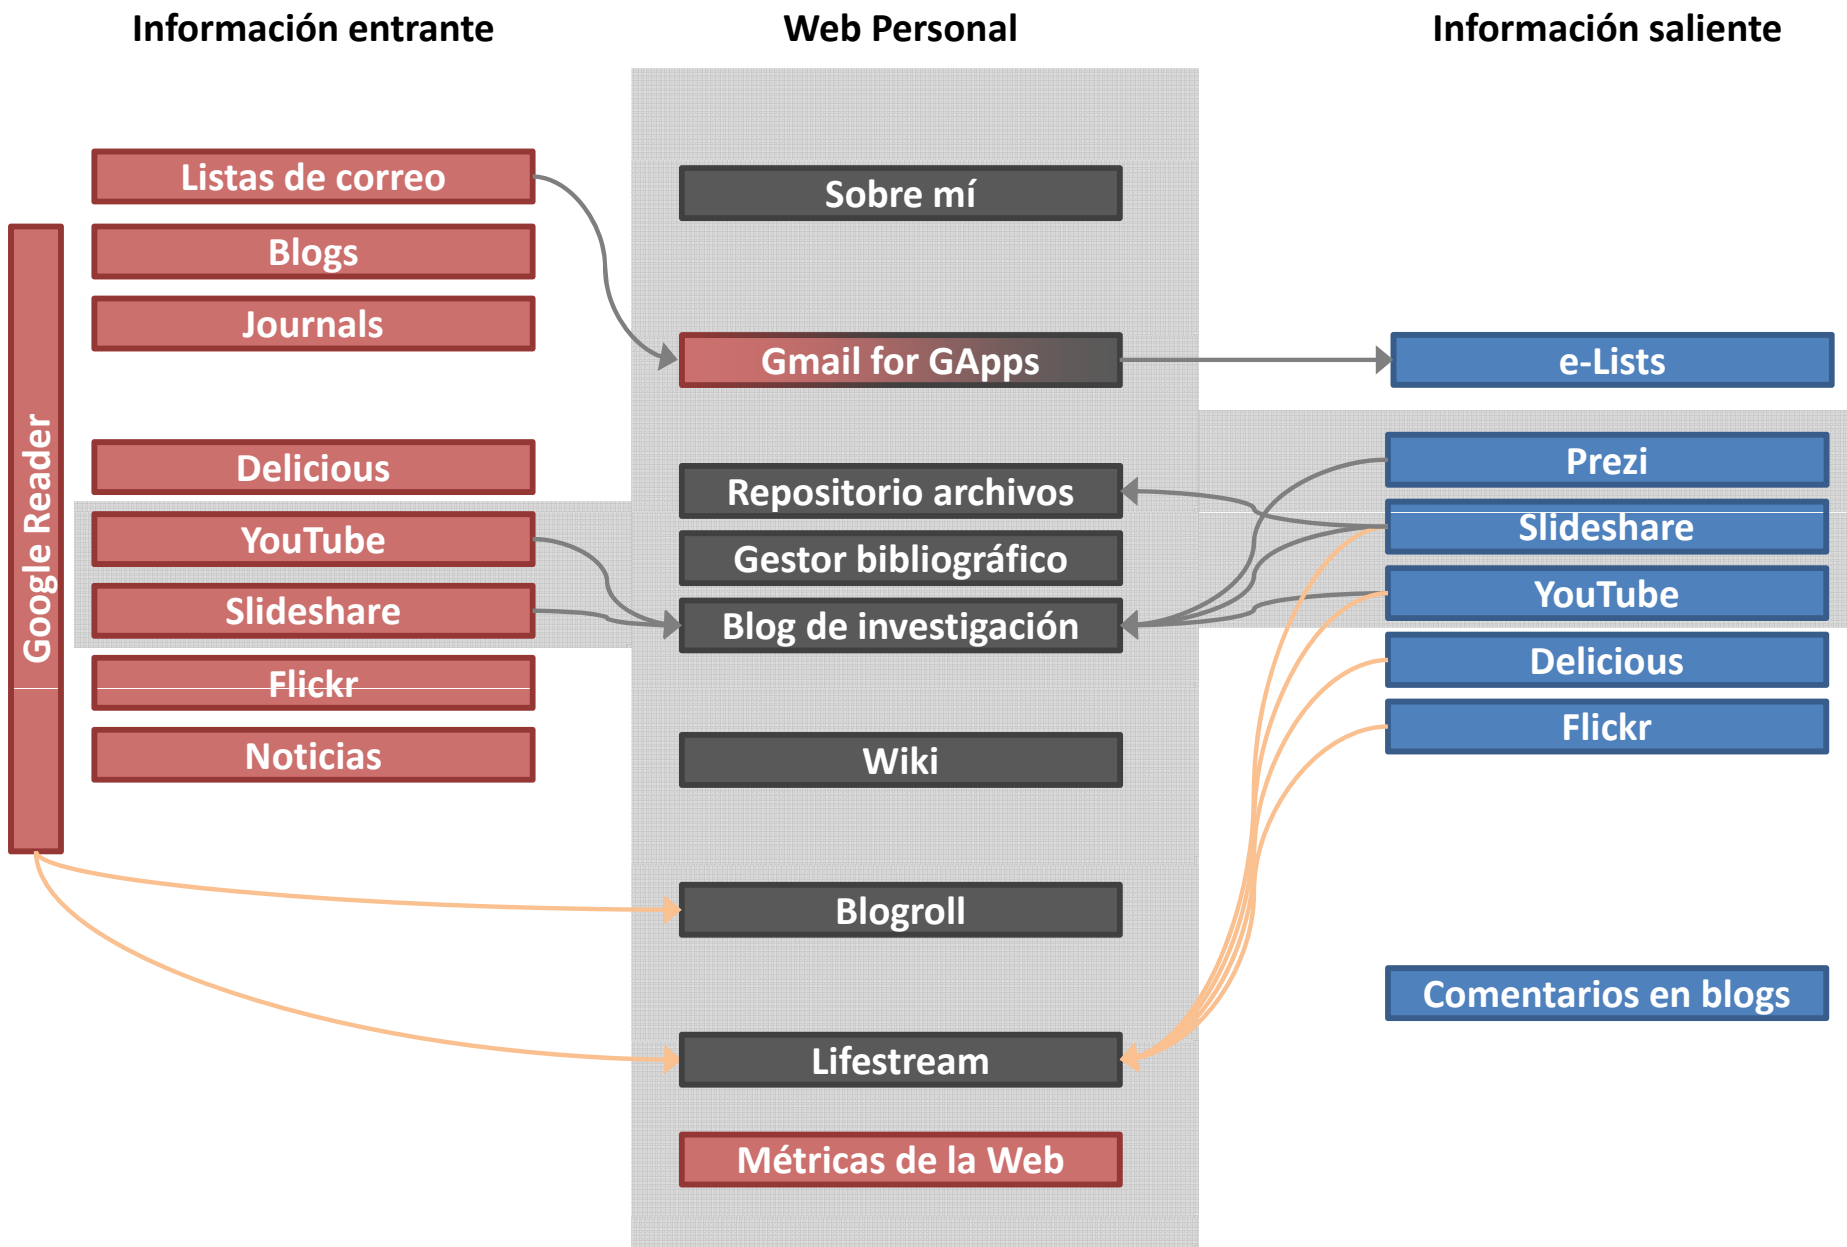 Información entrante
Web Personal
Información saliente
Google Reader
Listas de correo
Blogs
Journals
Delicious
YouTube
Slideshare
Flickr
Noticias
Sobre mí
Gmail for GApps
Repositorio archivos
Gestor bibliográfico
Blog de investigación
Wiki
Blogroll
Lifestream
Métricas de la Web
e-Lists
Prezi
Slideshare
YouTube
Delicious
Flickr
Comentarios en blogs